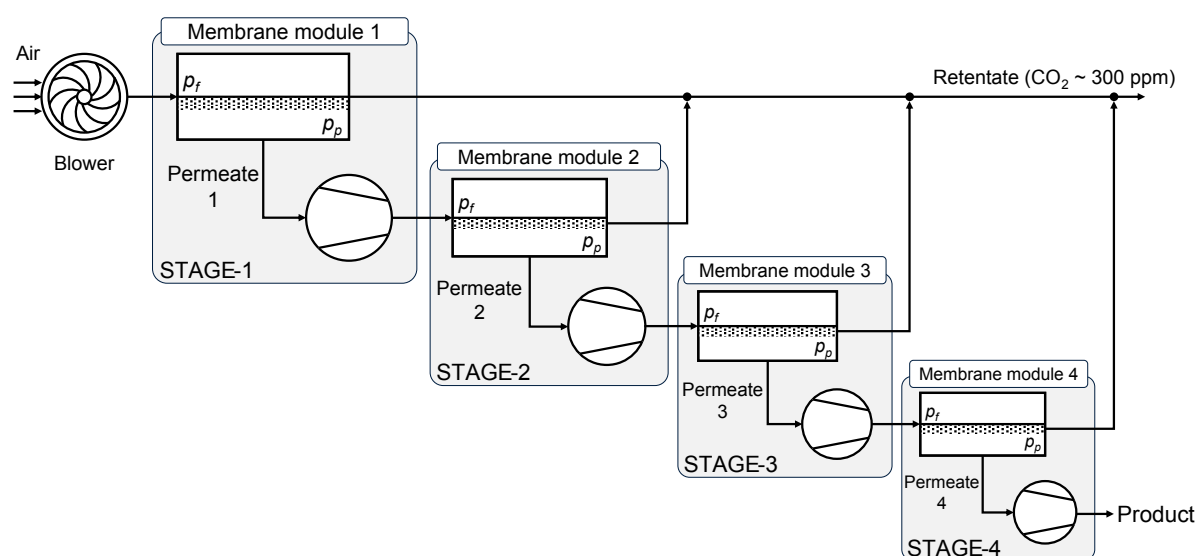 Air
Blower
Membrane module 1
p_f
p_p
Permeate
1
STAGE-1
Retentate (CO₂ ~ 300 ppm)
Membrane module 2
p_f
p_p
Permeate
2
STAGE-2
Membrane module 3
p_f
p_p
Permeate
3
STAGE-3
Membrane module 4
p_f
p_p
Permeate
4
STAGE-4
Product